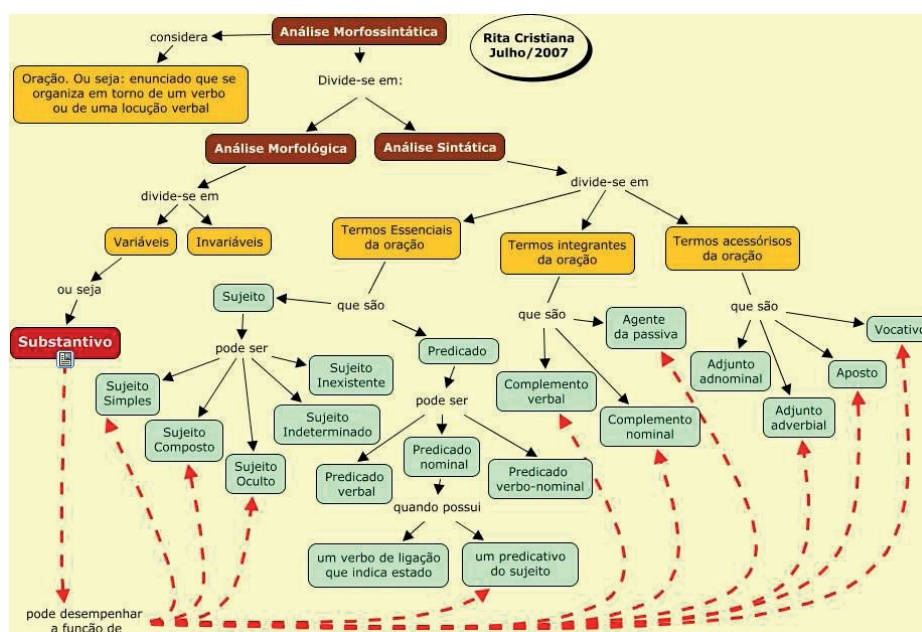 considera
Análise Morfossintática
Rita Cristiana
Julho/2007
Oração. Ou seja: enunciado que se
organiza em torno de um verbo
ou de uma locução verbal
Divide-se em:
Análise Morfológica
Análise Sintática
divide-se em
divide-se em
Variáveis
Invariáveis
Termos Essenciais
da oração
Termos integrantes
da oração
Termos acessórisos
da oração
ou seja
Sujeito
que são
que são
que são
Substantivo
pode ser
Predicado
Agente
da passiva
Vocativo
Sujeito
Simples
Sujeito
Composto
Sujeito
Oculto
Sujeito
Indeterminado
Sujeito
Inexistente
pode ser
Complemento
verbal
Complemento
nominal
Adjunto
adnominal
Adjunto
adverbial
Aposto
Predicado
verbal
Predicado
nominal
Predicado
verbo-nominal
quando possui
um verbo de ligação
que indica estado
um predicativo
do sujeito
pode desempenhar
a função de